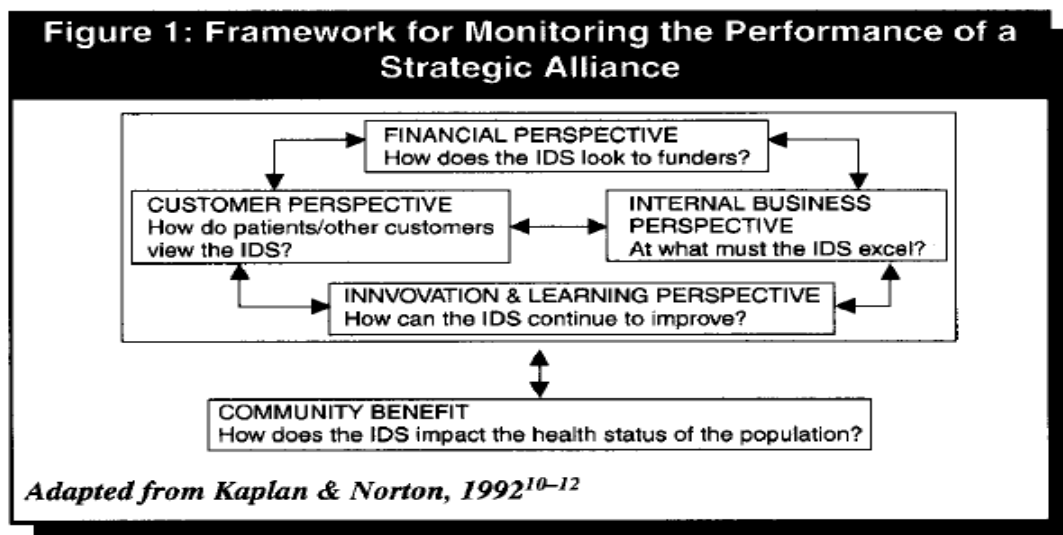 Figure 1: Framework for Monitoring the Performance of a
Strategic Alliance
FINANCIAL PERSPECTIVE
How does the IDS look to funders?
CUSTOMER PERSPECTIVE
How do patients/other customers
view the IDS?
INTERNAL BUSINESS
PERSPECTIVE
At what must the IDS excel?
INNVOVATION & LEARNING PERSPECTIVE
How can the IDS continue to improve?
COMMUNITY BENEFIT
How does the IDS impact the health status of the population?
Adapted from Kaplan & Norton, 1992¹⁰⁻¹²